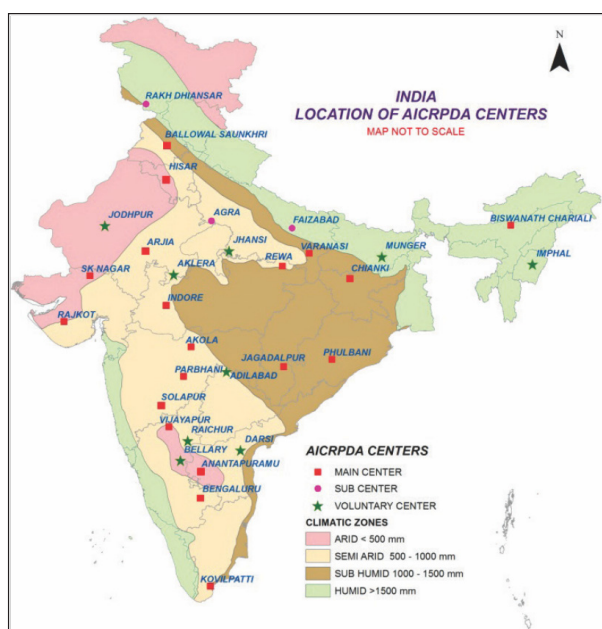 N
INDIA
LOCATION OF AICRPDA CENTERS
MAP NOT TO SCALE
RAKH DHIANSAR
BALLOWAL SAUNKHRI
HISAR
JODHPUR
AGRA
FAIZABAD
BISWANATH CHARIALI
ARJIA
JHANSI
VARANASI
MUNGER
IMPHAL
SK NAGAR
AKLERA
REWA
CHIANKI
INDORE
RAJKOT
AKOLA
JAGADALPUR
PHULBANI
PARBHANI
ADILABAD
SOLAPUR
VIJAYAPUR
RAICHUR
DARSI
BELLARY
ANANTAPURAMU
BENGALURU
KOVILPATTI
AICRPDA CENTERS
MAIN CENTER
SUB CENTER
VOLUNTARY CENTER
CLIMATIC ZONES
ARID < 500 mm
SEMI ARID 500 - 1000 mm
SUB HUMID 1000 - 1500 mm
HUMID >1500 mm